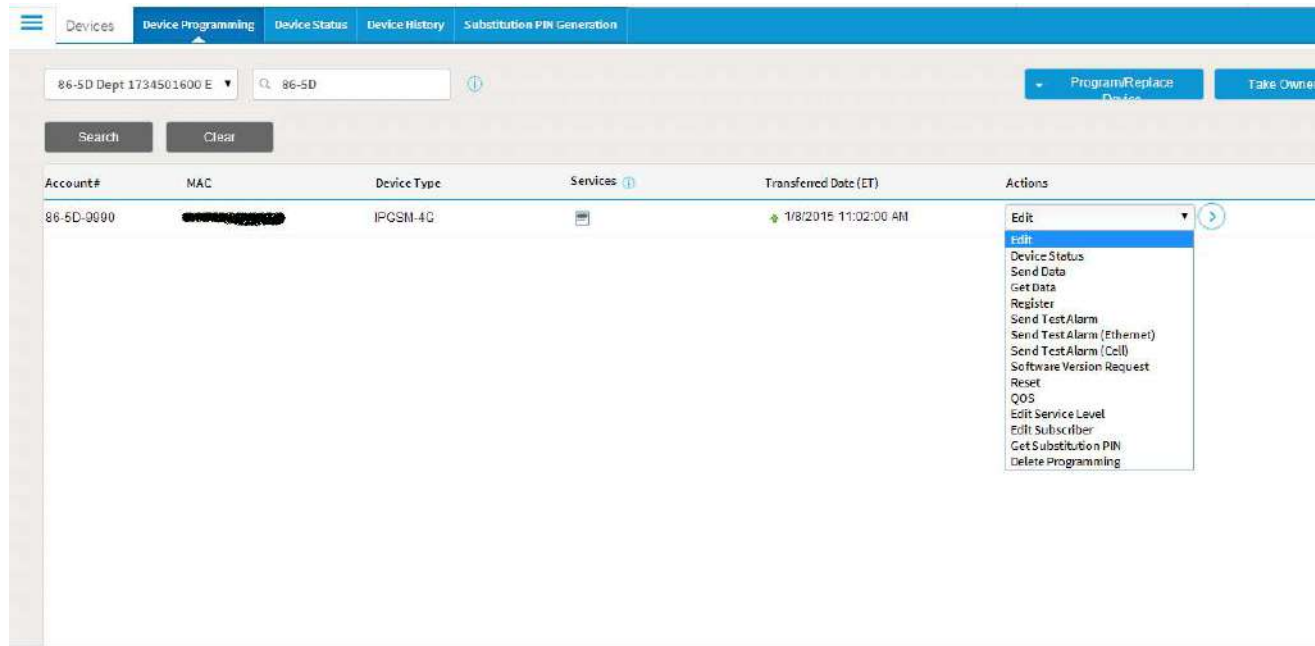 Devices Device Programming Device Status Device History Substitution PIN Generation
86-5D Dept 1734501600 E 86-5D Program/Replace Take Owne
Device
Search Clear
Account# MAC Device Type Services Transferred Date (ET) Actions
86-5D-9990 IPGSM-4G 1/8/2015 11:02:00 AM Edit
Edit
Device Status
Send Data
Get Data
Register
Send Test Alarm
Send Test Alarm (Ethernet)
Send Test Alarm (Cell)
Software Version Request
Reset
QOS
Edit Service Level
Edit Subscriber
Get Substitution PIN
Delete Programming